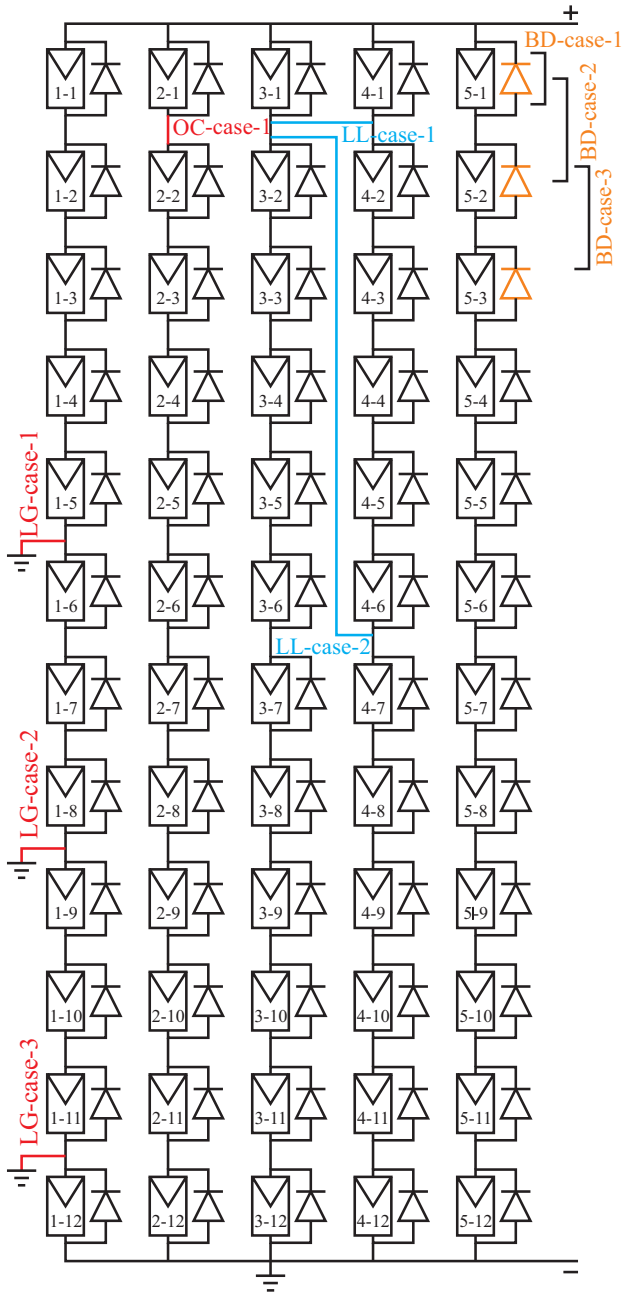 +
BD-case-1
1-1 2-1 3-1 4-1 5-1
OC-case-1 LL-case-1
BD-case-2
1-2 2-2 3-2 4-2 5-2
BD-case-3
1-3 2-3 3-3 4-3 5-3
1-4 2-4 3-4 4-4 5-4
LG-case-1
1-5 2-5 3-5 4-5 5-5
1-6 2-6 3-6 4-6 5-6
LL-case-2
1-7 2-7 3-7 4-7 5-7
LG-case-2
1-8 2-8 3-8 4-8 5-8
1-9 2-9 3-9 4-9 5-9
1-10 2-10 3-10 4-10 5-10
LG-case-3
1-11 2-11 3-11 4-11 5-11
1-12 2-12 3-12 4-12 5-12
−